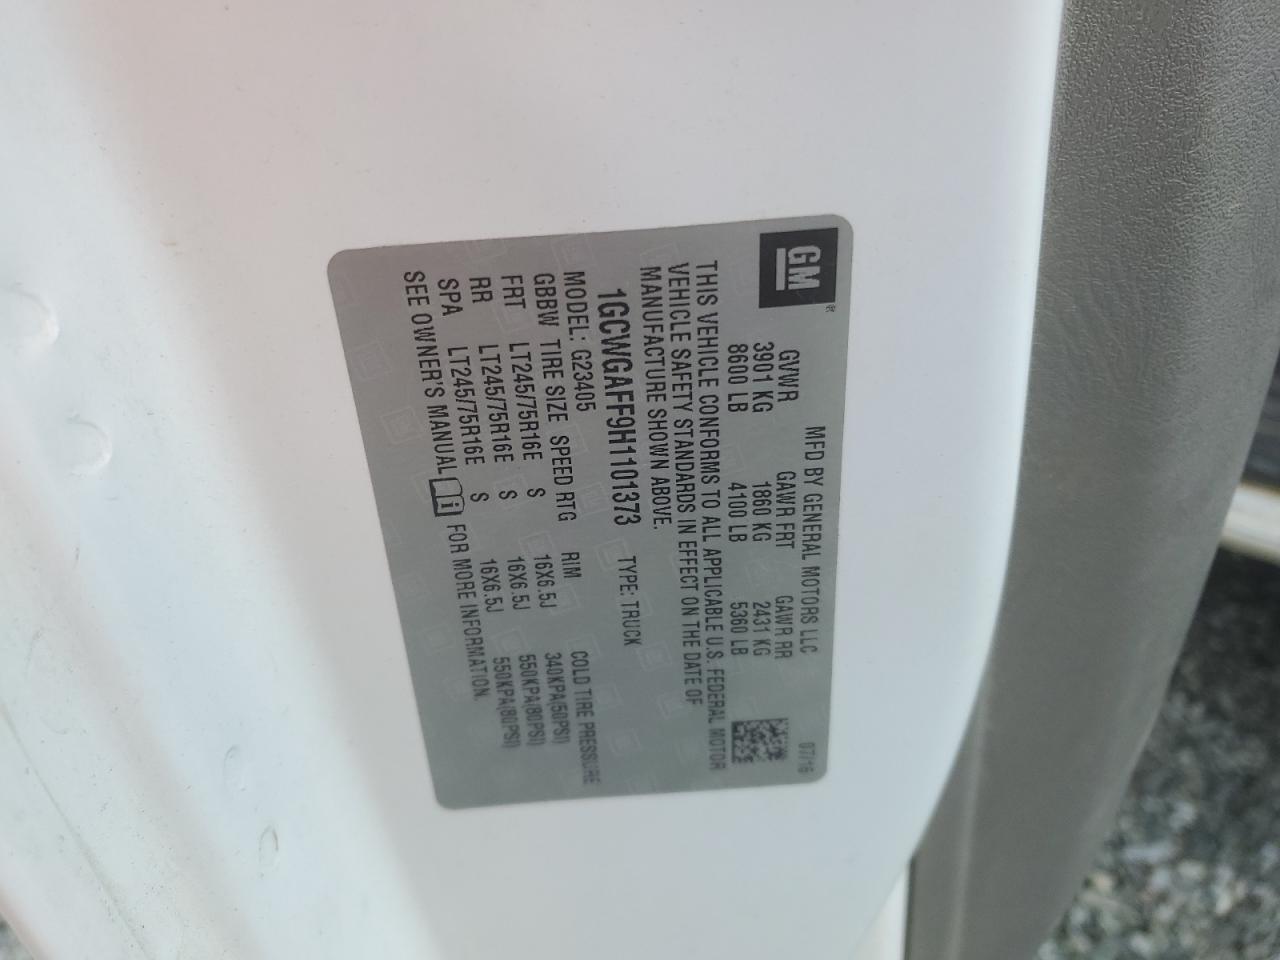 GM
MFD BY GENERAL MOTORS LLC 07/16
GVWR GAWR FRT GAWR RR
3901 KG 1860 KG 2431 KG
8600 LB 4100 LB 5360 LB
THIS VEHICLE CONFORMS TO ALL APPLICABLE U.S. FEDERAL MOTOR
VEHICLE SAFETY STANDARDS IN EFFECT ON THE DATE OF
MANUFACTURE SHOWN ABOVE.
1GCWGAFF9H1101373 TYPE: TRUCK
MODEL: G23405
GBBW TIRE SIZE SPEED RTG RIM COLD TIRE PRESSURE
FRT LT245/75R16E S 16X6.5J 340KPA(50PSI)
RR LT245/75R16E S 16X6.5J 550KPA(80PSI)
SPA LT245/75R16E S 16X6.5J 550KPA(80PSI)
SEE OWNER'S MANUAL i FOR MORE INFORMATION.